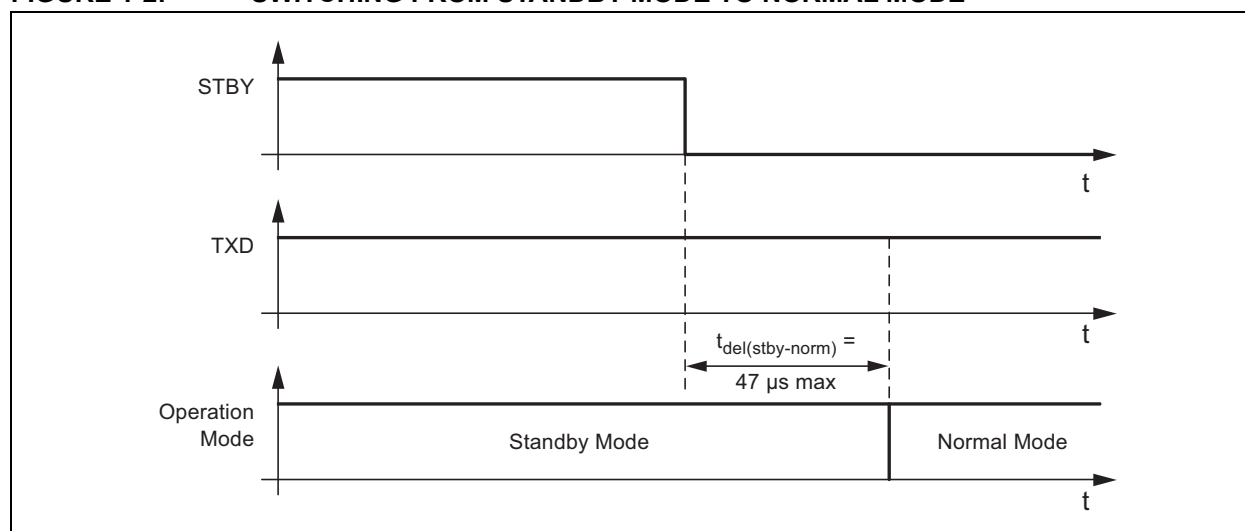 STBY
t
TXD
t
t_del(stby-norm) =
47 µs max
Operation
Mode
Standby Mode
Normal Mode
t